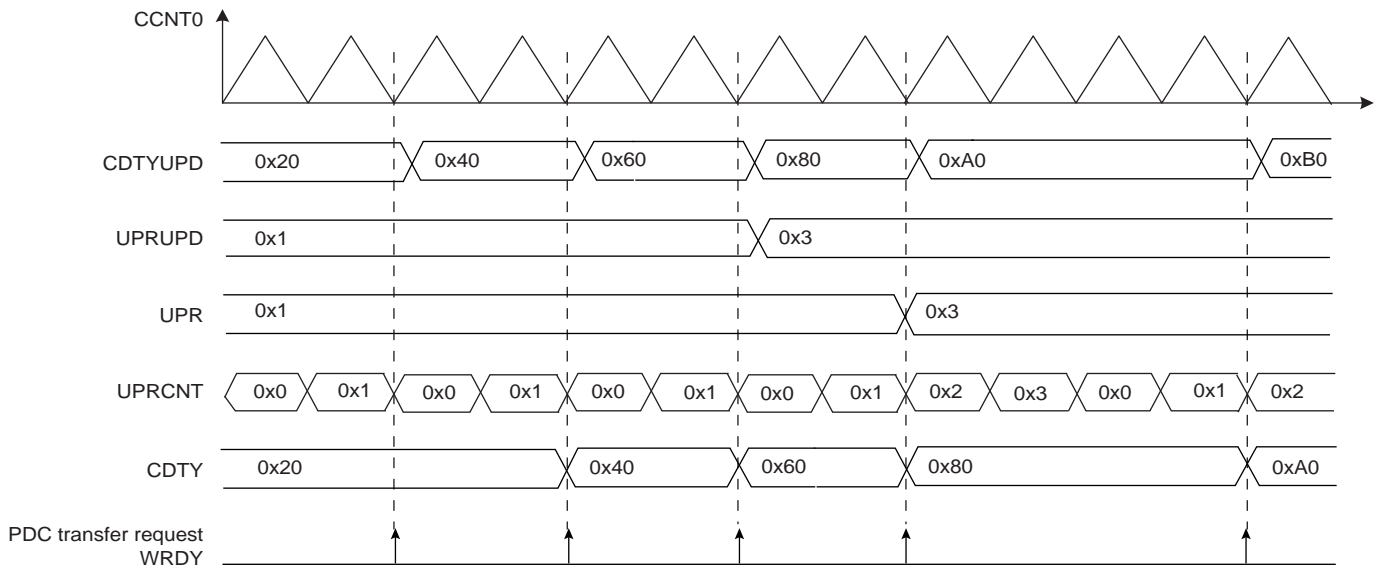 CCNT0
CDTYUPD 0x20 0x40 0x60 0x80 0xA0 0xB0
UPRUPD 0x1 0x3
UPR 0x1 0x3
UPRCNT 0x0 0x1 0x0 0x1 0x0 0x1 0x0 0x1 0x2 0x3 0x0 0x1 0x2
CDTY 0x20 0x40 0x60 0x80 0xA0
PDC transfer request
WRDY